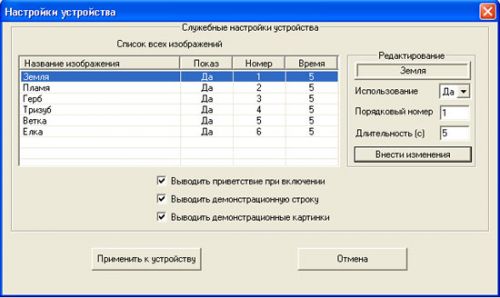 Настройки устройства
Служебные настройки устройства
Список всех изображений
Название изображения Показ Номер Время
Земля Да 1 5
Пламя Да 2 5
Герб Да 3 5
Тризуб Да 4 5
Ветка Да 5 5
Елка Да 6 5
Редактирование
Земля
Использование Да
Порядковый номер 1
Длительность (с) 5
Внести изменения
Выводить приветствие при включении
Выводить демонстрационную строку
Выводить демонстрационные картинки
Применить к устройству Отмена